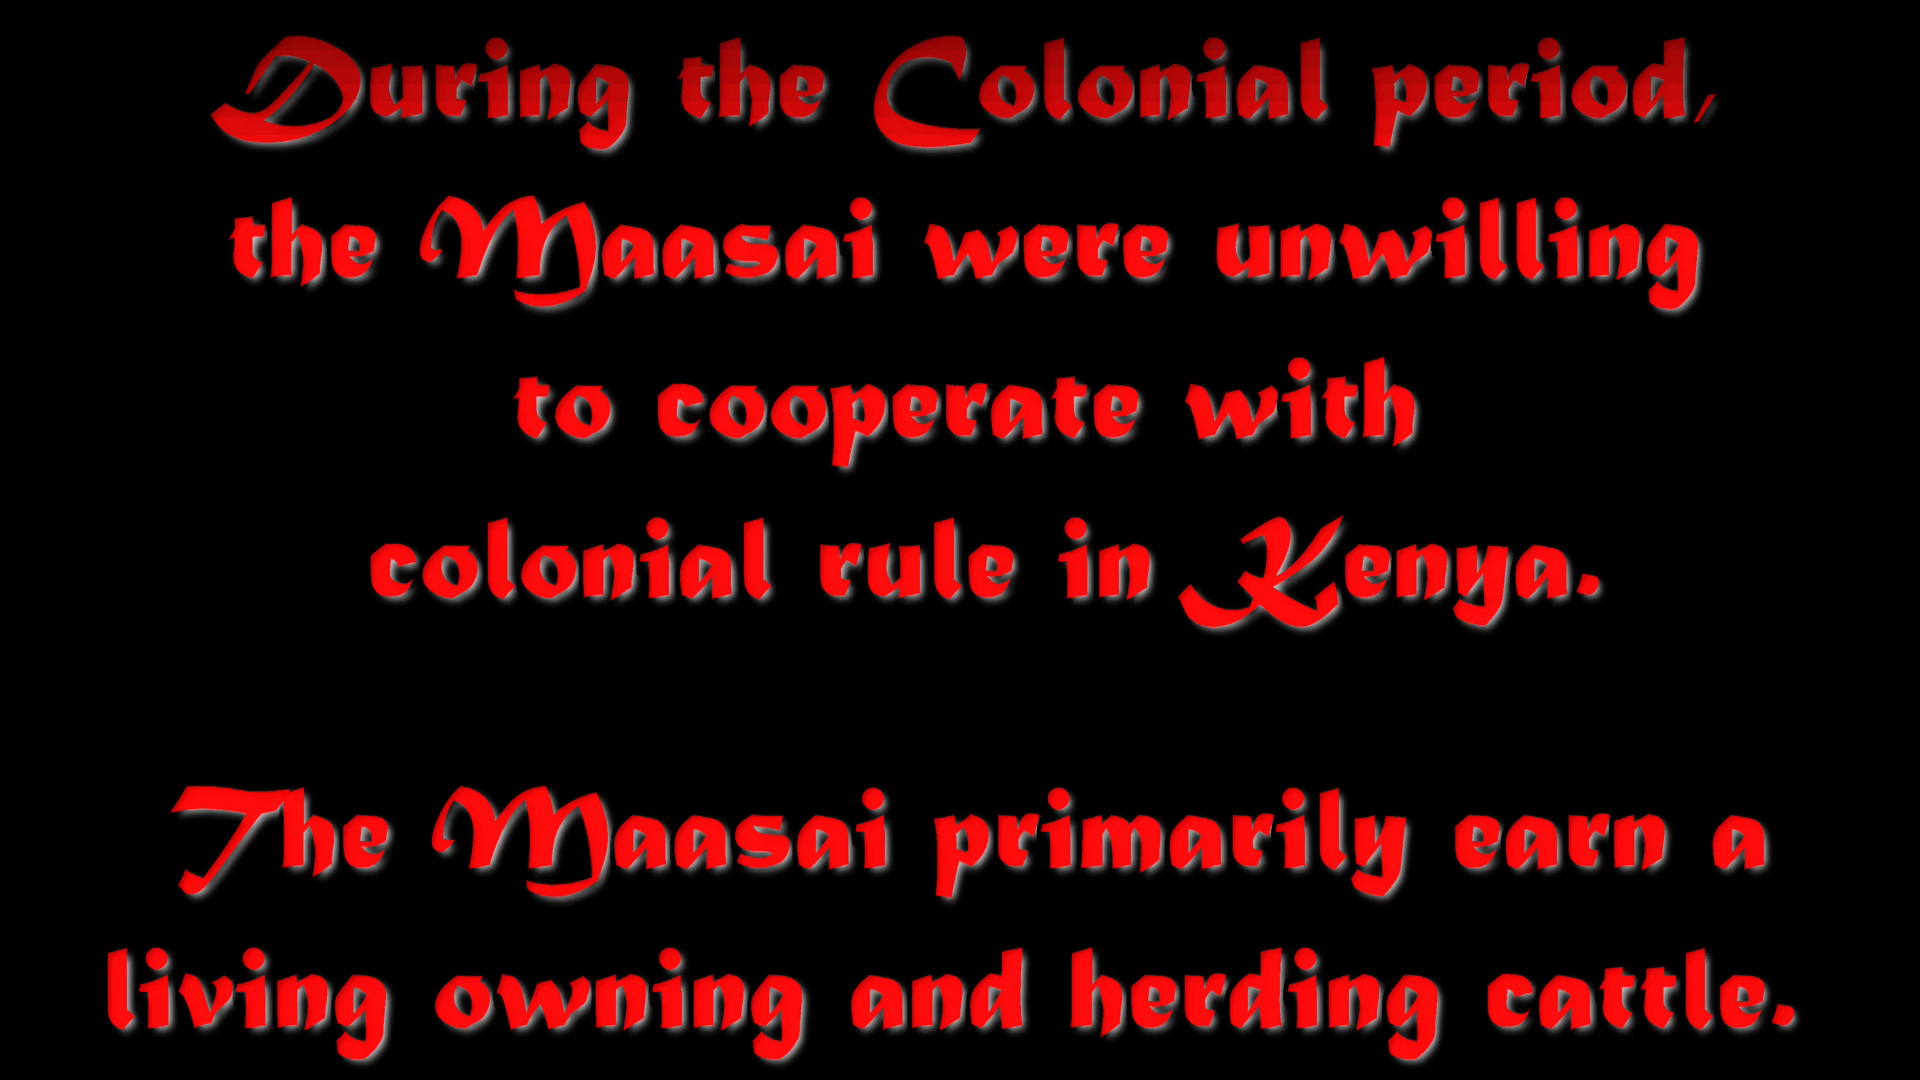 During the Colonial period,
the Maasai were unwilling
to cooperate with
colonial rule in Kenya.
The Maasai primarily earn a
living owning and herding cattle.